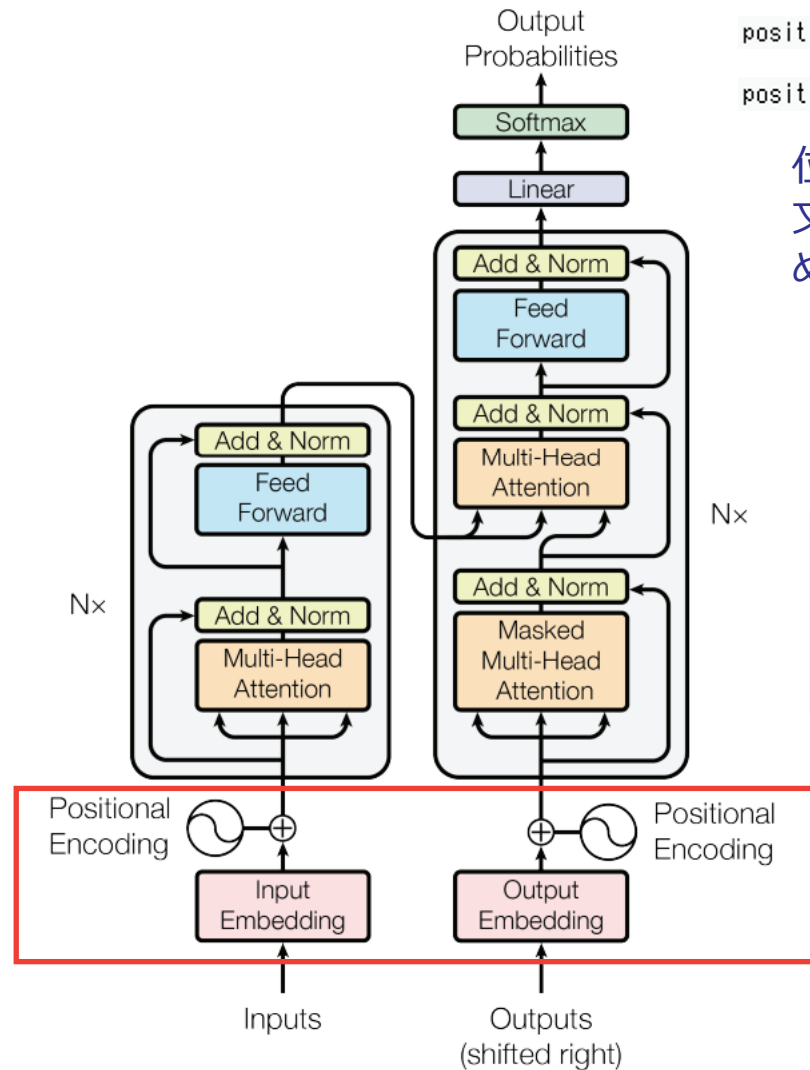 Output
Probabilities
Softmax
Linear
Add & Norm
Feed
Forward
Add & Norm
Multi-Head
Attention
Add & Norm
Masked
Multi-Head
Attention
N×
Add & Norm
Feed
Forward
Add & Norm
Multi-Head
Attention
N×
Positional
Encoding
Input
Embedding
Inputs
Positional
Encoding
Output
Embedding
Outputs
(shifted right)
posit
posit
文
め